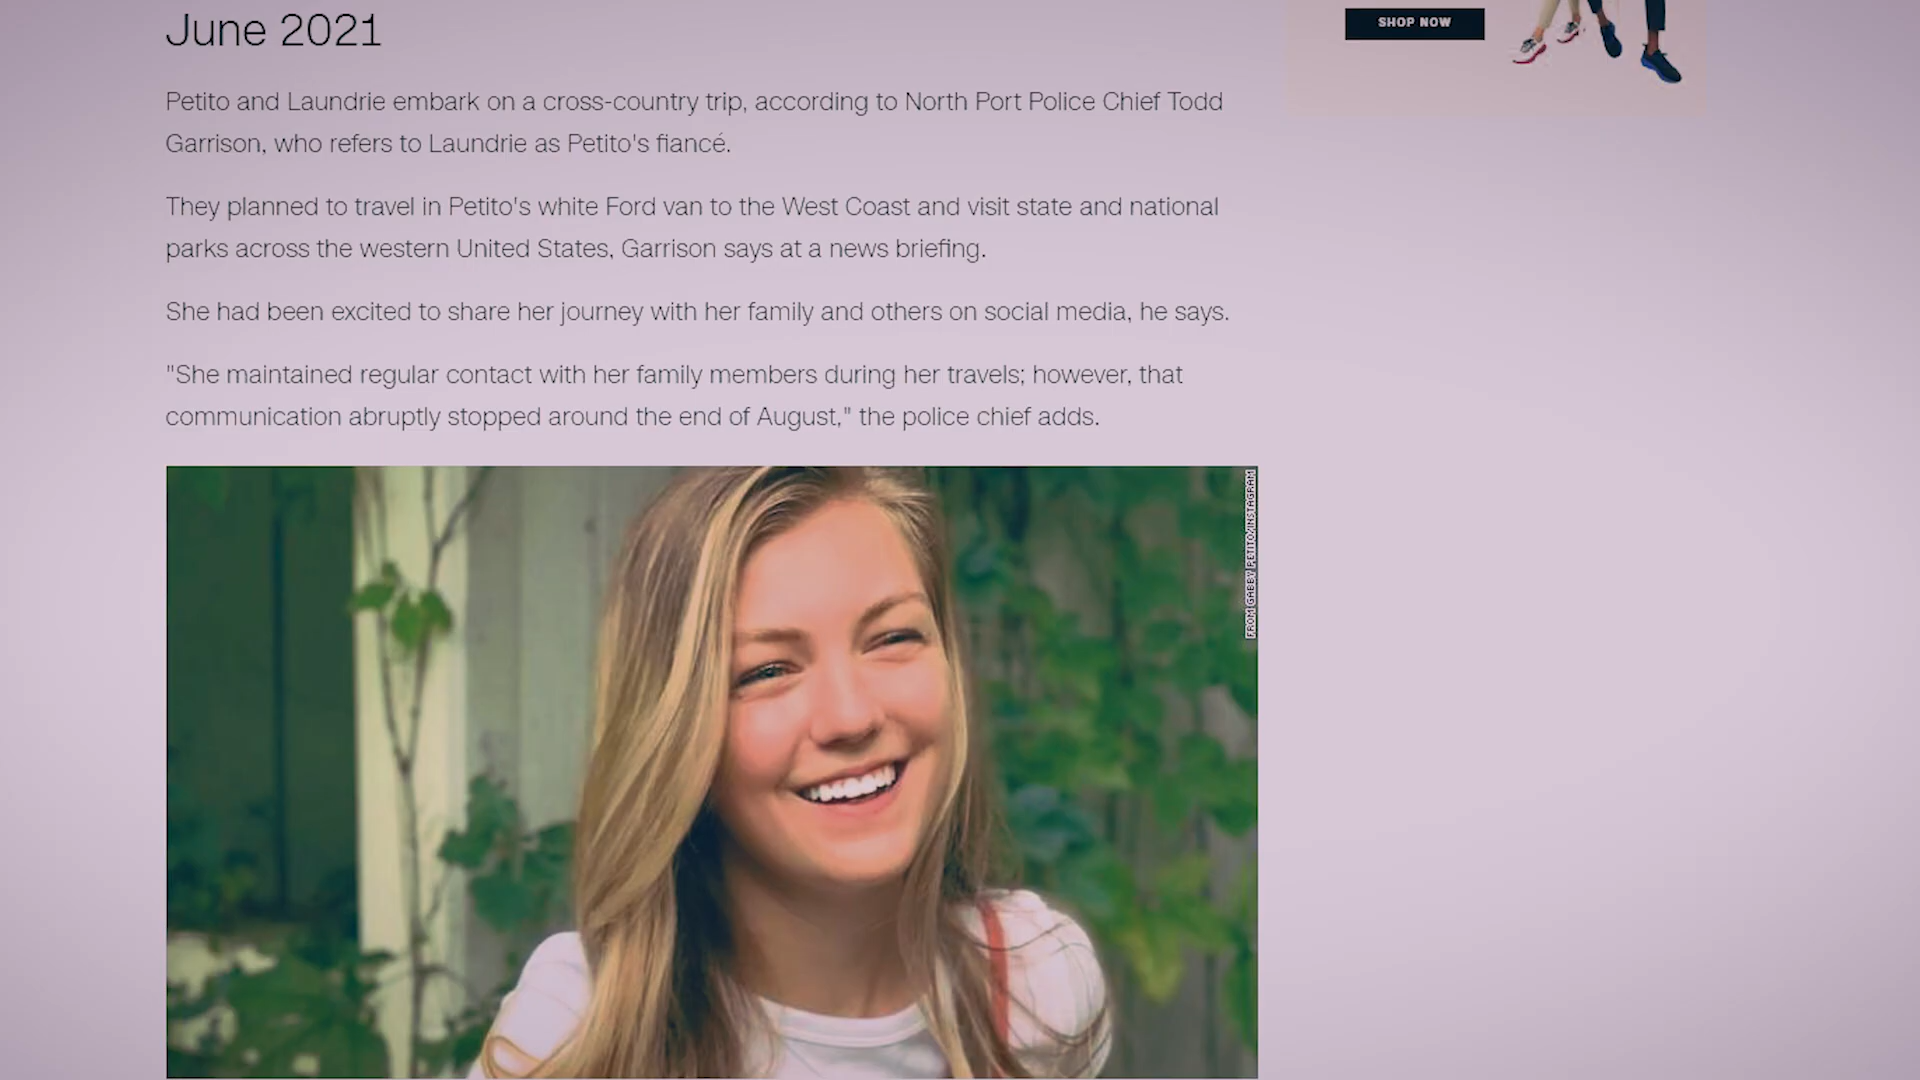 June 2021
SHOP NOW
Petito and Laundrie embark on a cross-country trip, according to North Port Police Chief Todd
Garrison, who refers to Laundrie as Petito's fiancé.
They planned to travel in Petito's white Ford van to the West Coast and visit state and national
parks across the western United States, Garrison says at a news briefing.
She had been excited to share her journey with her family and others on social media, he says.
"She maintained regular contact with her family members during her travels; however, that
communication abruptly stopped around the end of August," the police chief adds.
FROM GABBY PETITO/INSTAGRAM